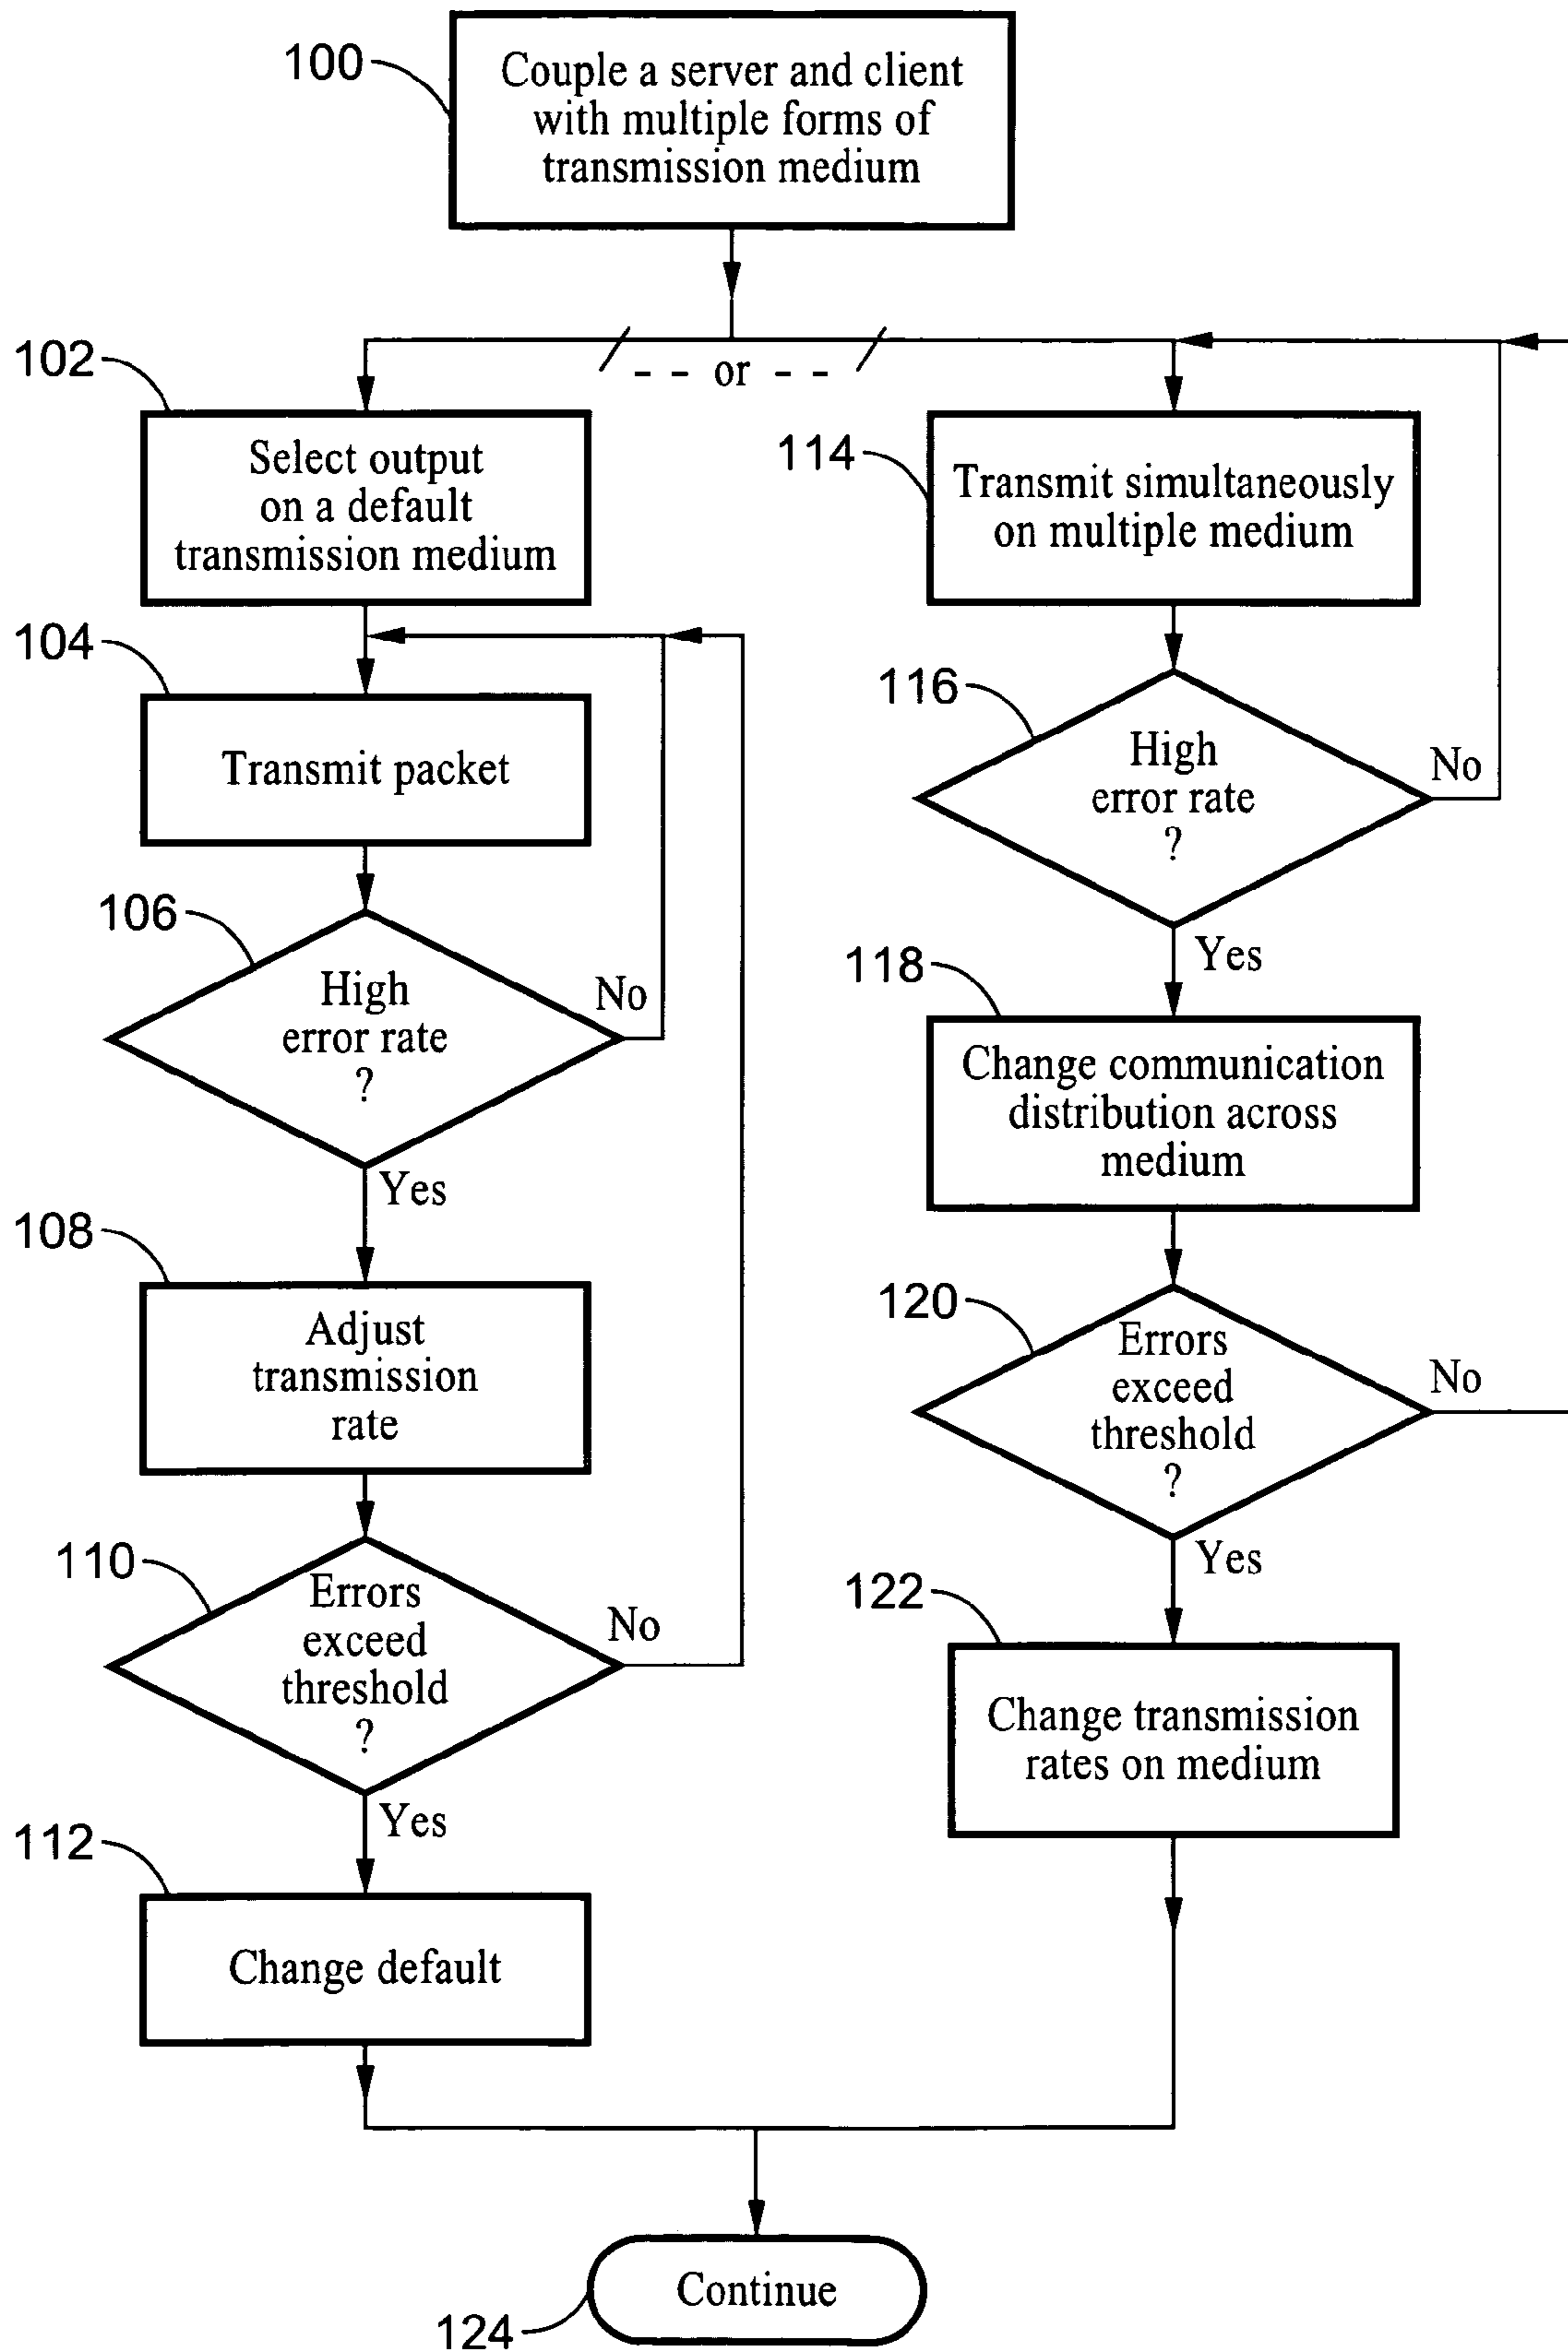 100
Couple a server and client
with multiple forms of
transmission medium
- - or - -
102
Select output
on a default
transmission medium
104
Transmit packet
106
High
error rate
?
No
Yes
108
Adjust
transmission
rate
110
Errors
exceed
threshold
?
No
Yes
112
Change default
114
Transmit simultaneously
on multiple medium
116
High
error rate
?
No
Yes
118
Change communication
distribution across
medium
120
Errors
exceed
threshold
?
No
Yes
122
Change transmission
rates on medium
Continue
124